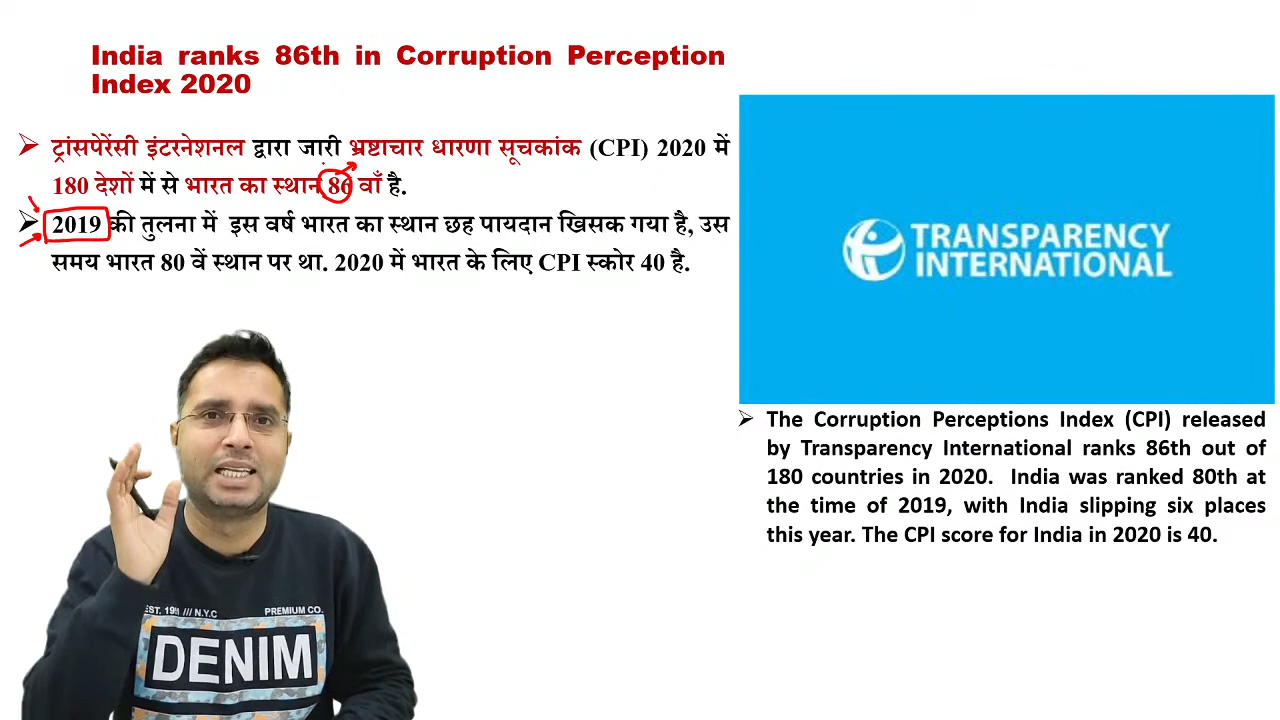 India ranks 86th in Corruption Perception
Index 2020
ट्रांसपेरेंसी इंटरनेशनल द्वारा जारी भ्रष्टाचार धारणा सूचकांक (CPI) 2020 में
180 देशों में से भारत का स्थान 86 वाँ है.
2019 की तुलना में इस वर्ष भारत का स्थान छह पायदान खिसक गया है, उस
समय भारत 80 वें स्थान पर था. 2020 में भारत के लिए CPI स्कोर 40 है.
TRANSPARENCY
INTERNATIONAL
The Corruption Perceptions Index (CPI) released
by Transparency International ranks 86th out of
180 countries in 2020. India was ranked 80th at
the time of 2019, with India slipping six places
this year. The CPI score for India in 2020 is 40.
N.Y.C PREMIUM CO.
DENIM